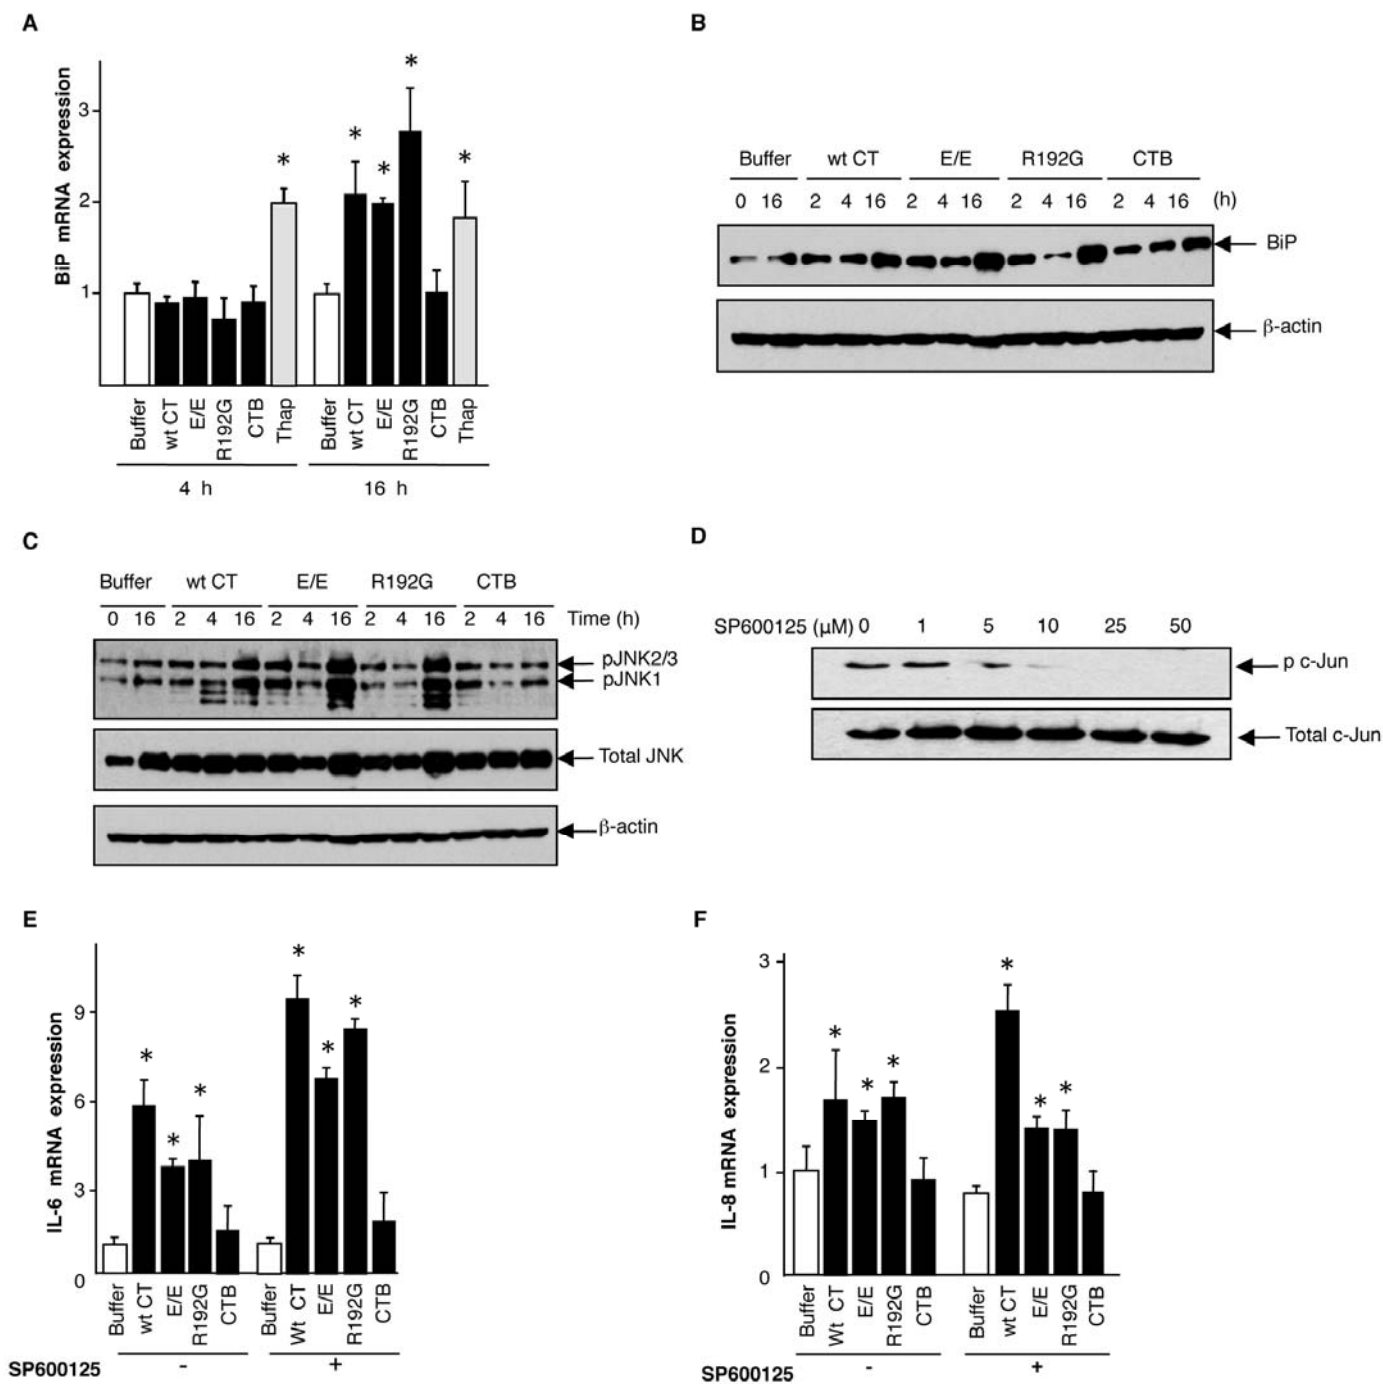 A
BiP mRNA expression
3
2
1
*
*
*
*
*
Buffer
wt CT
E/E
R192G
CTB
Thap
Buffer
wt CT
E/E
R192G
CTB
Thap
4 h
16 h
B
Buffer wt CT E/E R192G CTB
0 16 2 4 16 2 4 16 2 4 16 2 4 16 (h)
BiP
β-actin
C
Buffer wt CT E/E R192G CTB
0 16 2 4 16 2 4 16 2 4 16 2 4 16 Time (h)
pJNK2/3
pJNK1
Total JNK
β-actin
D
SP600125 (µM) 0 1 5 10 25 50
p c-Jun
Total c-Jun
E
IL-6 mRNA expression
9
6
3
0
*
*
*
*
*
*
Buffer
wt CT
E/E
R192G
CTB
Buffer
Wt CT
E/E
R192G
CTB
SP600125 - +
F
IL-8 mRNA expression
3
2
1
0
*
*
*
*
*
*
Buffer
Wt CT
E/E
R192G
CTB
Buffer
wt CT
E/E
R192G
CTB
SP600125 - +